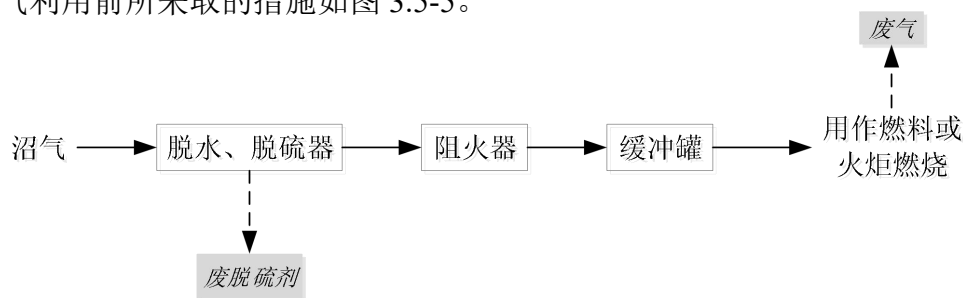 气利用前所采取的措施如图 3.5-5。
废气
沼气
脱水、脱硫器
阻火器
缓冲罐
用作燃料或
火炬燃烧
废脱硫剂